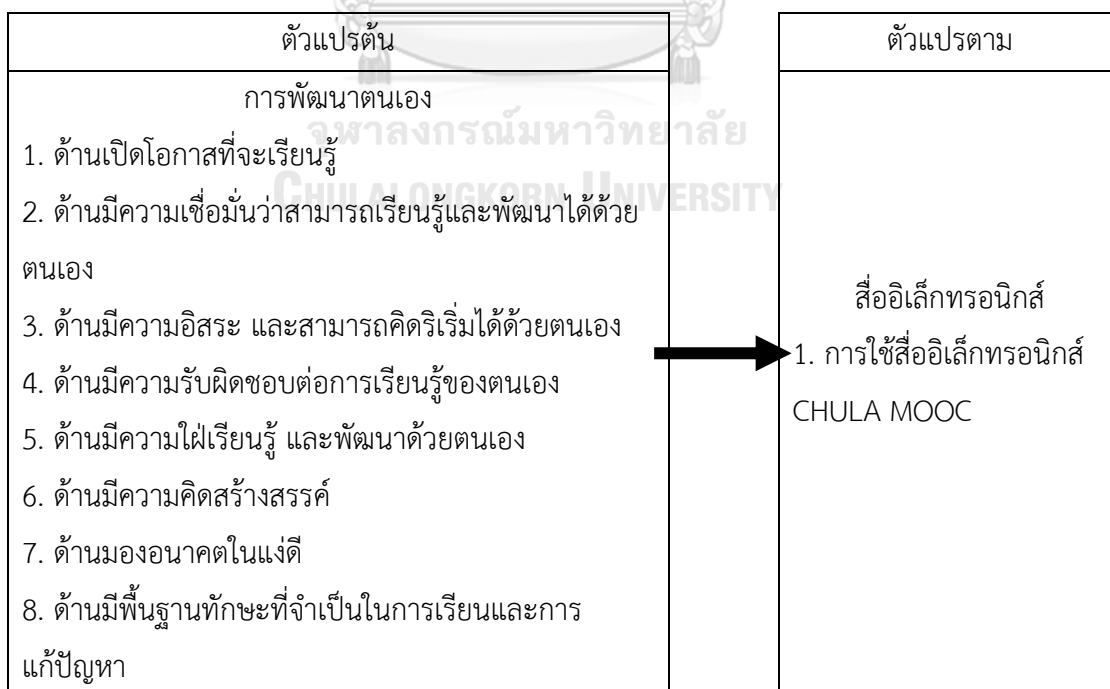 ตัวแปรต้น
การพัฒนาตนเอง
1. ด้านเปิดโอกาสที่จะเรียนรู้
2. ด้านมีความเชื่อมั่นว่าสามารถเรียนรู้และพัฒนาได้ด้วย
ตนเอง
3. ด้านมีความอิสระ และสามารถคิดริเริ่มได้ด้วยตนเอง
4. ด้านมีความรับผิดชอบต่อการเรียนรู้ของตนเอง
5. ด้านมีความใฝ่เรียนรู้ และพัฒนาด้วยตนเอง
6. ด้านมีความคิดสร้างสรรค์
7. ด้านมองอนาคตในแง่ดี
8. ด้านมีพื้นฐานทักษะที่จำเป็นในการเรียนและการ
แก้ปัญหา
ตัวแปรตาม
สื่ออิเล็กทรอนิกส์
1. การใช้สื่ออิเล็กทรอนิกส์
CHULA MOOC
จุฬาลงกรณ์มหาวิทยาลัย
CHULALONGKORN UNIVERSITY